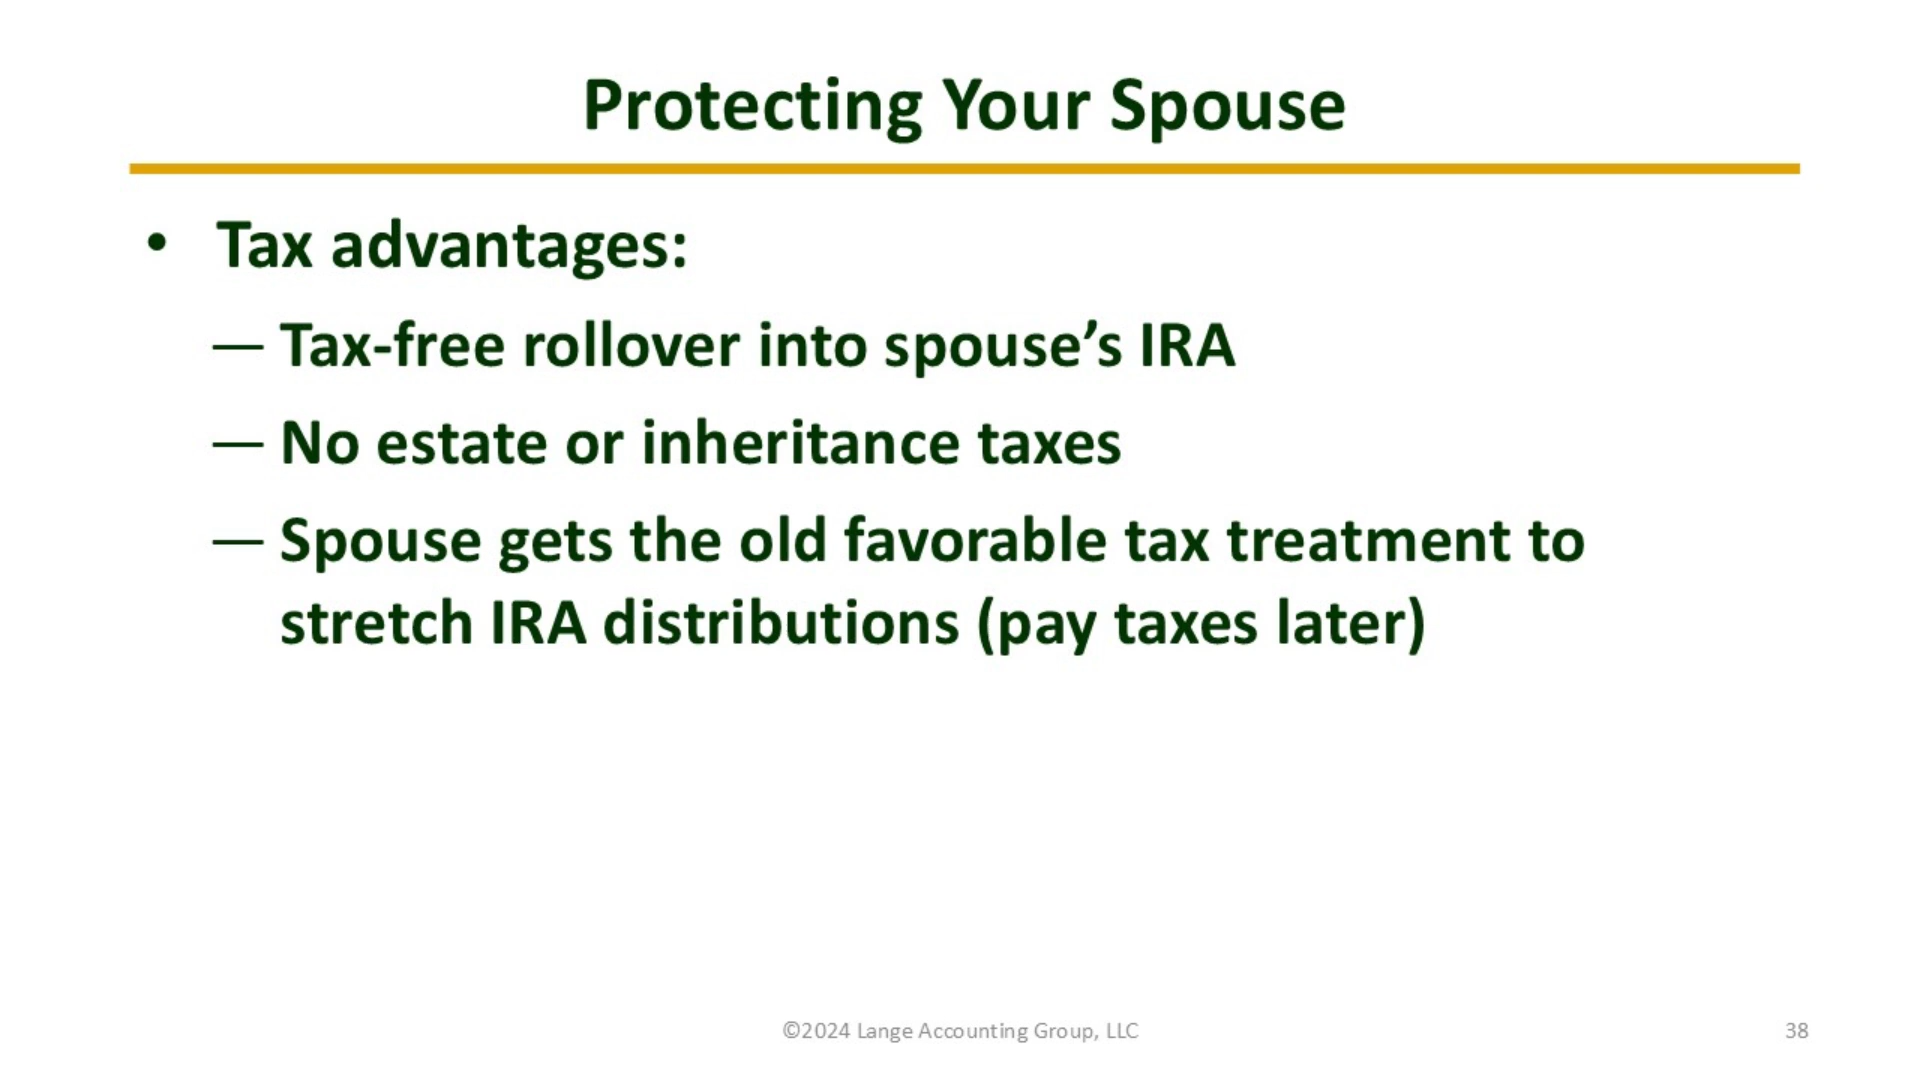 Protecting Your Spouse
• Tax advantages:
— Tax-free rollover into spouse’s IRA
— No estate or inheritance taxes
— Spouse gets the old favorable tax treatment to
stretch IRA distributions (pay taxes later)
©2024 Lange Accounting Group, LLC
38